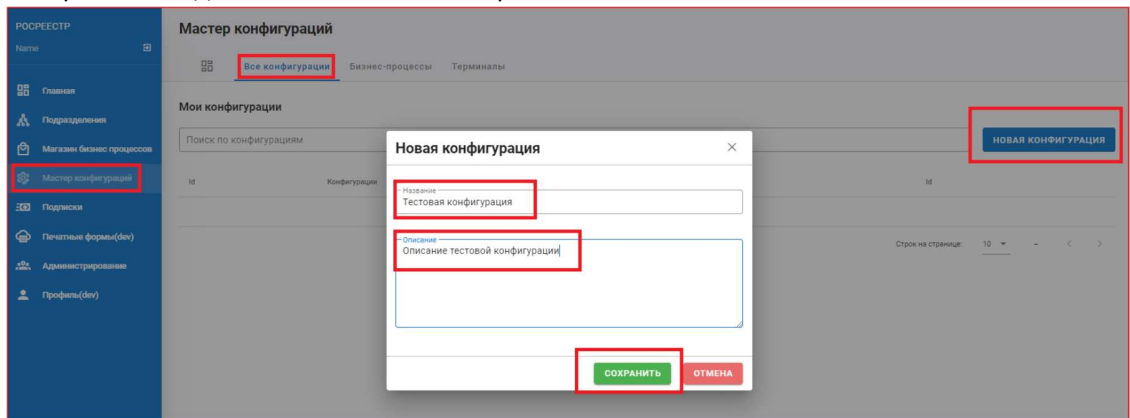 РОСРЕЕСТР
Name
Главная
Подразделения
Магазин бизнес процессов
Мастер конфигураций
Подписки
Печатные формы(dev)
Администрирование
Профиль(dev)
Мастер конфигураций
Все конфигурации Бизнес-процессы Терминалы
Мои конфигурации
Поиск по конфигурациям
НОВАЯ КОНФИГУРАЦИЯ
Id Конфигурации Id
Строк на странице: 10 –
Новая конфигурация
Название
Тестовая конфигурация
Описание
Описание тестовой конфигурации
СОХРАНИТЬ ОТМЕНА